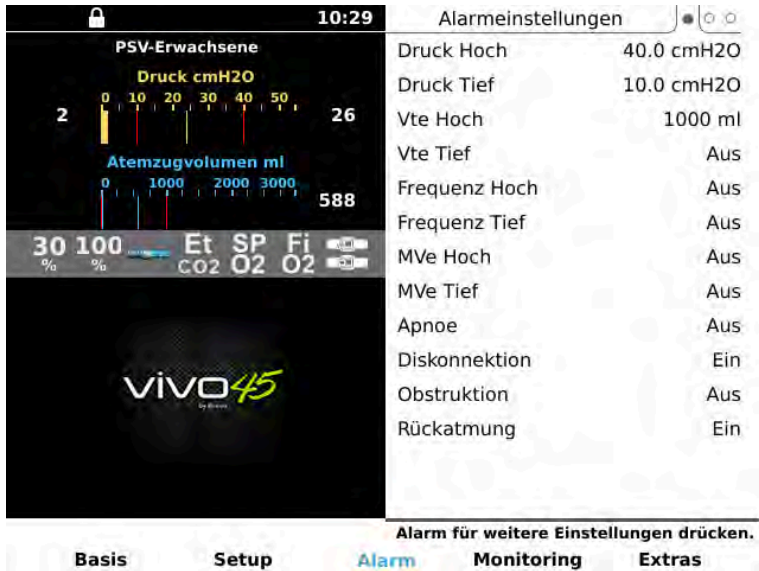 10:29
PSV-Erwachsene
Druck cmH2O
0 10 20 30 40 50
2 26
Atemzugvolumen ml
0 1000 2000 3000
588
30 % 100 % Et CO2 SP O2 Fi O2
vivo 45
Alarmeinstellungen
Druck Hoch 40.0 cmH2O
Druck Tief 10.0 cmH2O
Vte Hoch 1000 ml
Vte Tief Aus
Frequenz Hoch Aus
Frequenz Tief Aus
MVe Hoch Aus
MVe Tief Aus
Apnoe Aus
Diskonnektion Ein
Obstruktion Aus
Rückatmung Ein
Alarm für weitere Einstellungen drücken.
Basis Setup Alarm Monitoring Extras